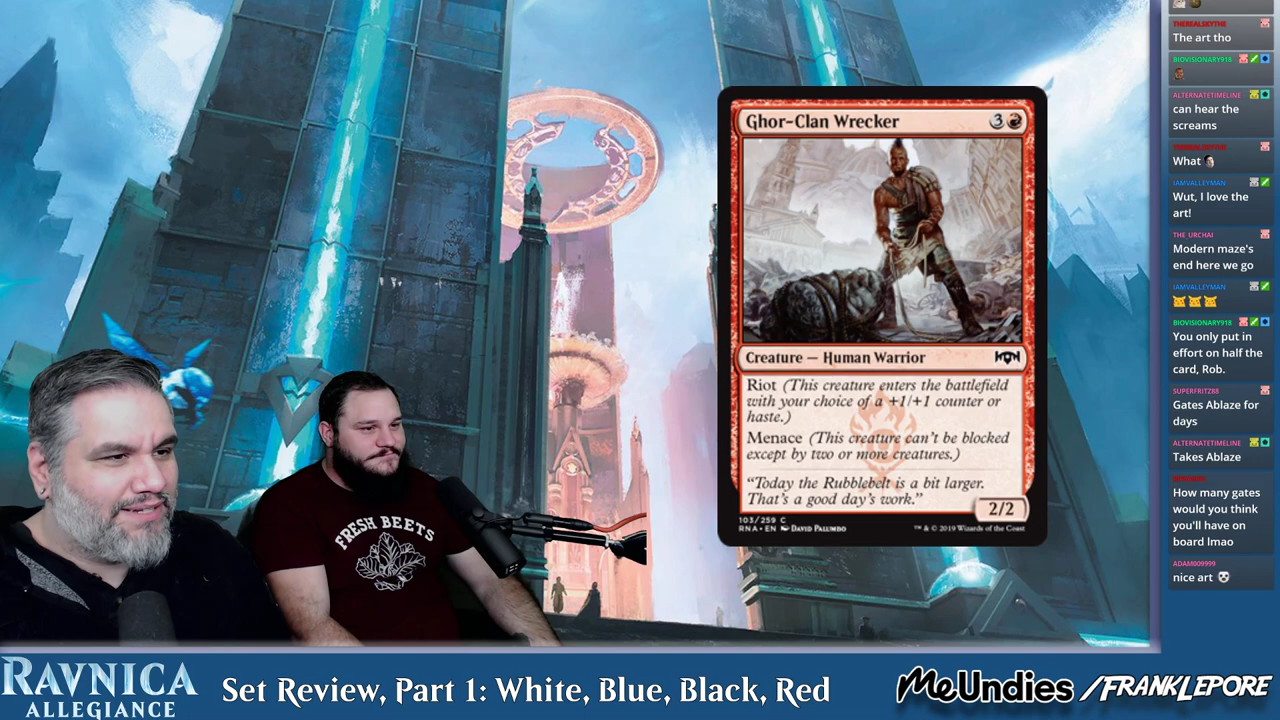 Ghor-Clan Wrecker 3
Creature — Human Warrior
Riot (This creature enters the battlefield
with your choice of a +1/+1 counter or
haste.)
Menace (This creature can't be blocked
except by two or more creatures.)
"Today the Rubblebelt is a bit larger.
That's a good day's work."
2/2
103/259 C
RNA • EN DAVID PALUMBO
™ & © 2019 Wizards of the Coast
FRESH BEETS
THEREALSKYTHE
The art tho
BIOVISIONARY918
ALTERNATETIMELINE
can hear the
screams
What
IAMVALLEYMAN
Wut, I love the
art!
THE_URCHAI
Modern maze's
end here we go
IAMVALLEYMAN
BIOVISIONARY918
You only put in
effort on half the
card, Rob.
SUPERFRITZ88
Gates Ablaze for
days
ALTERNATETIMELINE
Takes Ablaze
How many gates
would you think
you'll have on
board lmao
ADAM009999
nice art
RAVNICA
ALLEGIANCE
Set Review, Part 1: White, Blue, Black, Red
MeUndies /FRANKLEPORE